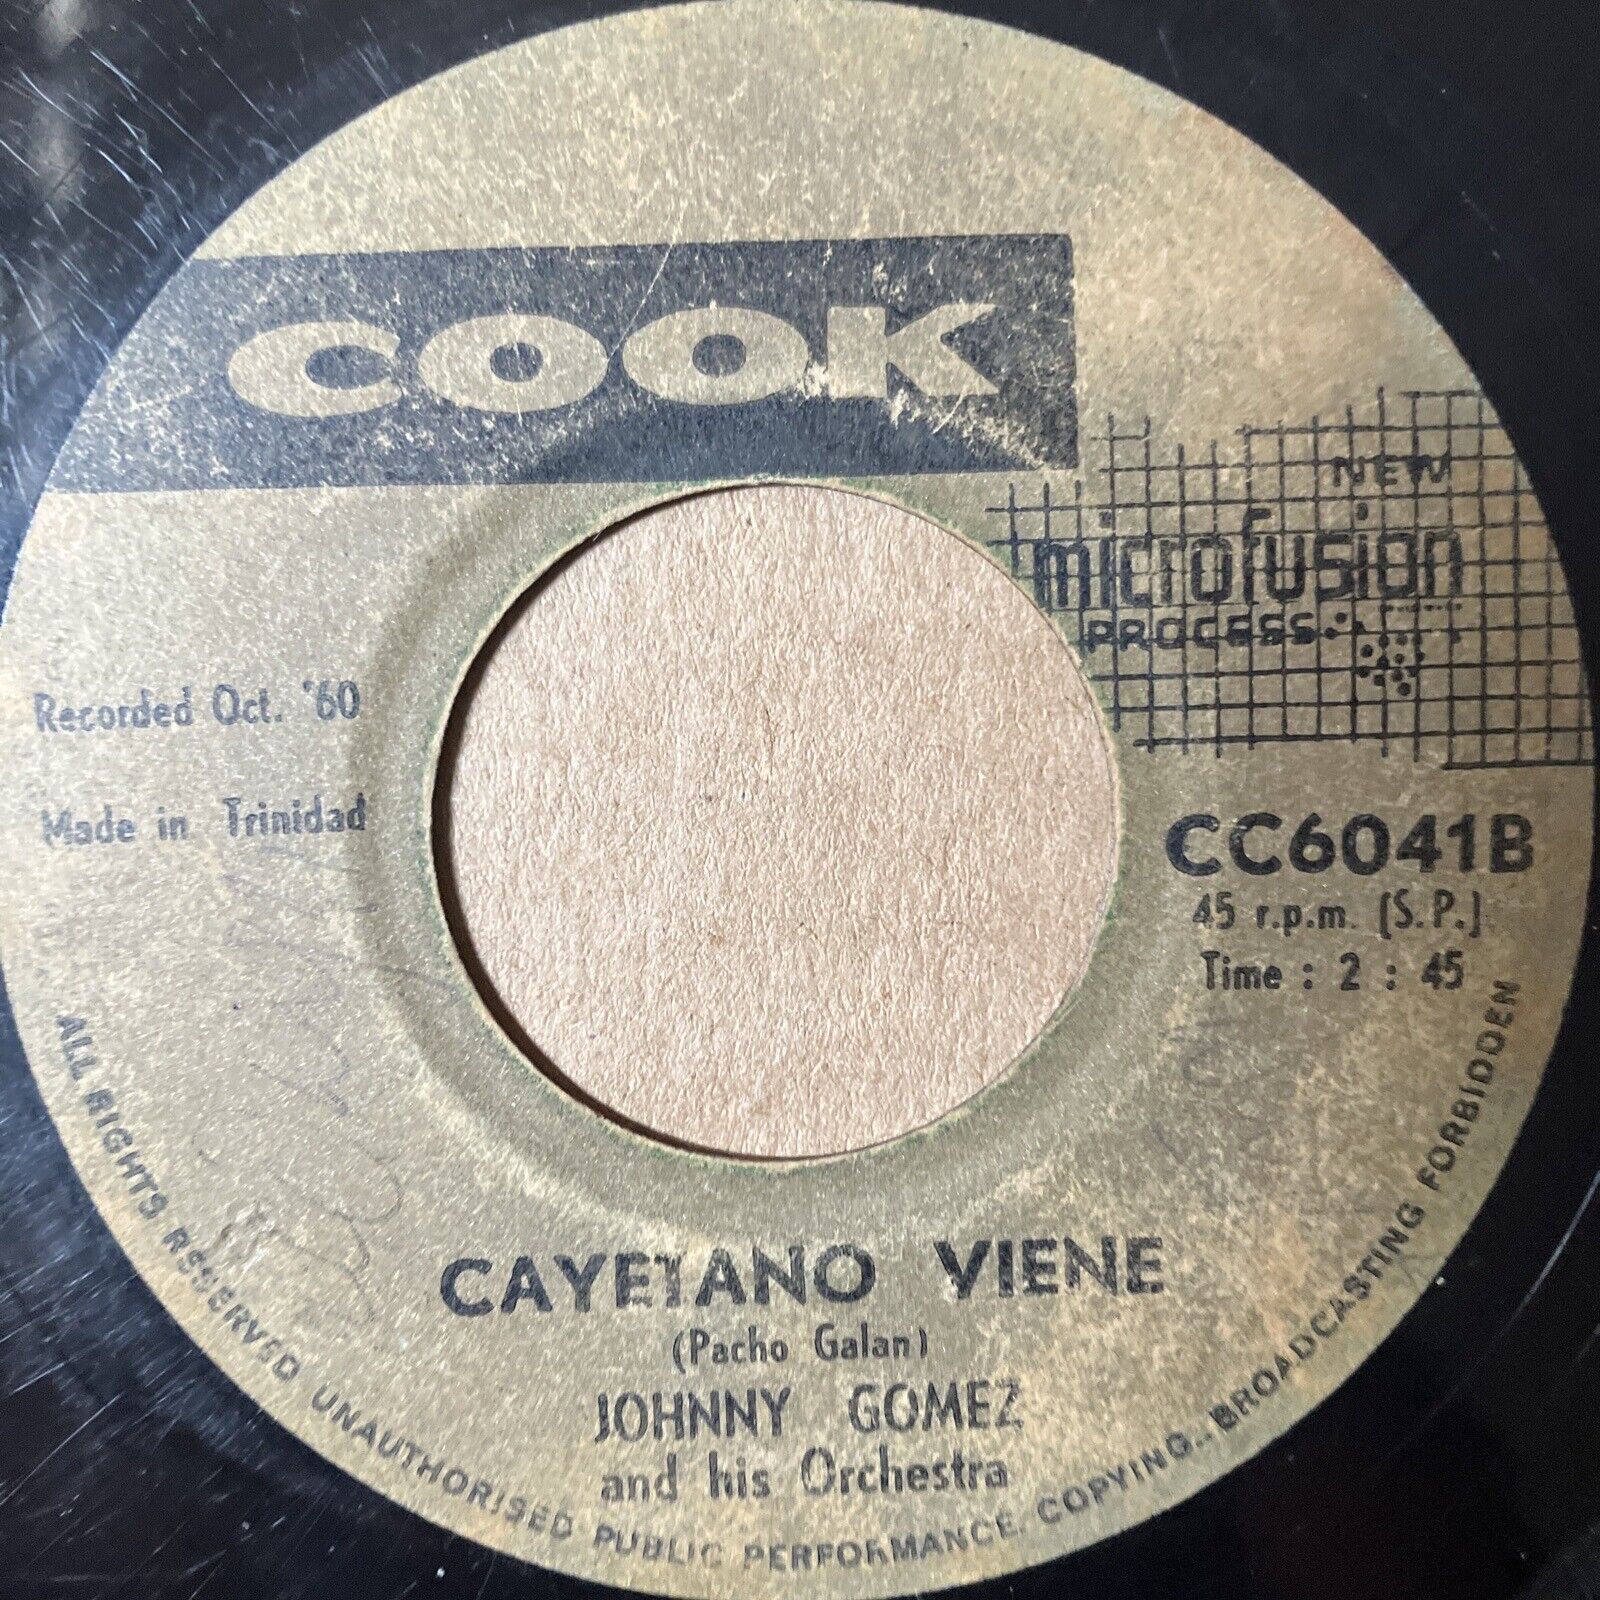 COOK
NEW
microfusion
PROCESS
Recorded Oct. '60
Made in Trinidad
CC6041B
45 r.p.m. [S.P.]
Time : 2 : 45
CAYETANO VIENE
(Pacho Galan)
JOHNNY GOMEZ
and his Orchestra
ALL RIGHTS RESERVED UNAUTHORISED PUBLIC PERFORMANCE. COPYING.. BROADCASTING FORBIDDEN